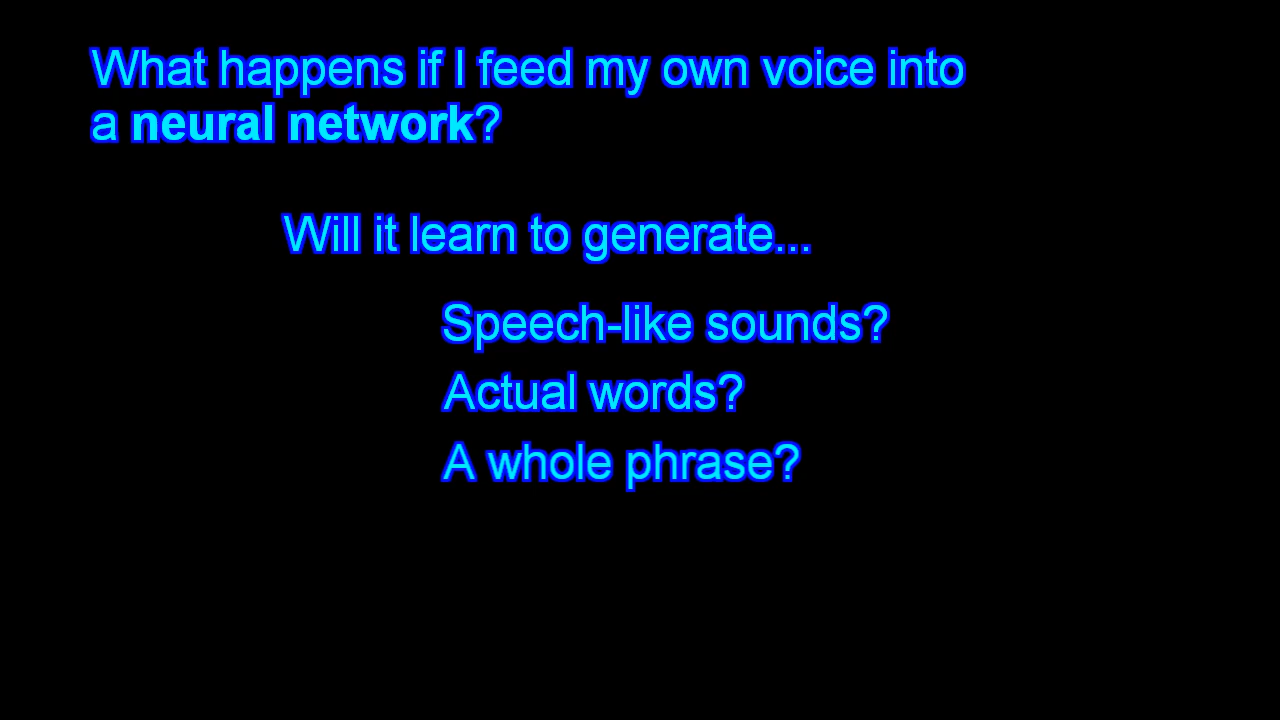 What happens if I feed my own voice into
a neural network?
Will it learn to generate...
Speech-like sounds?
Actual words?
A whole phrase?